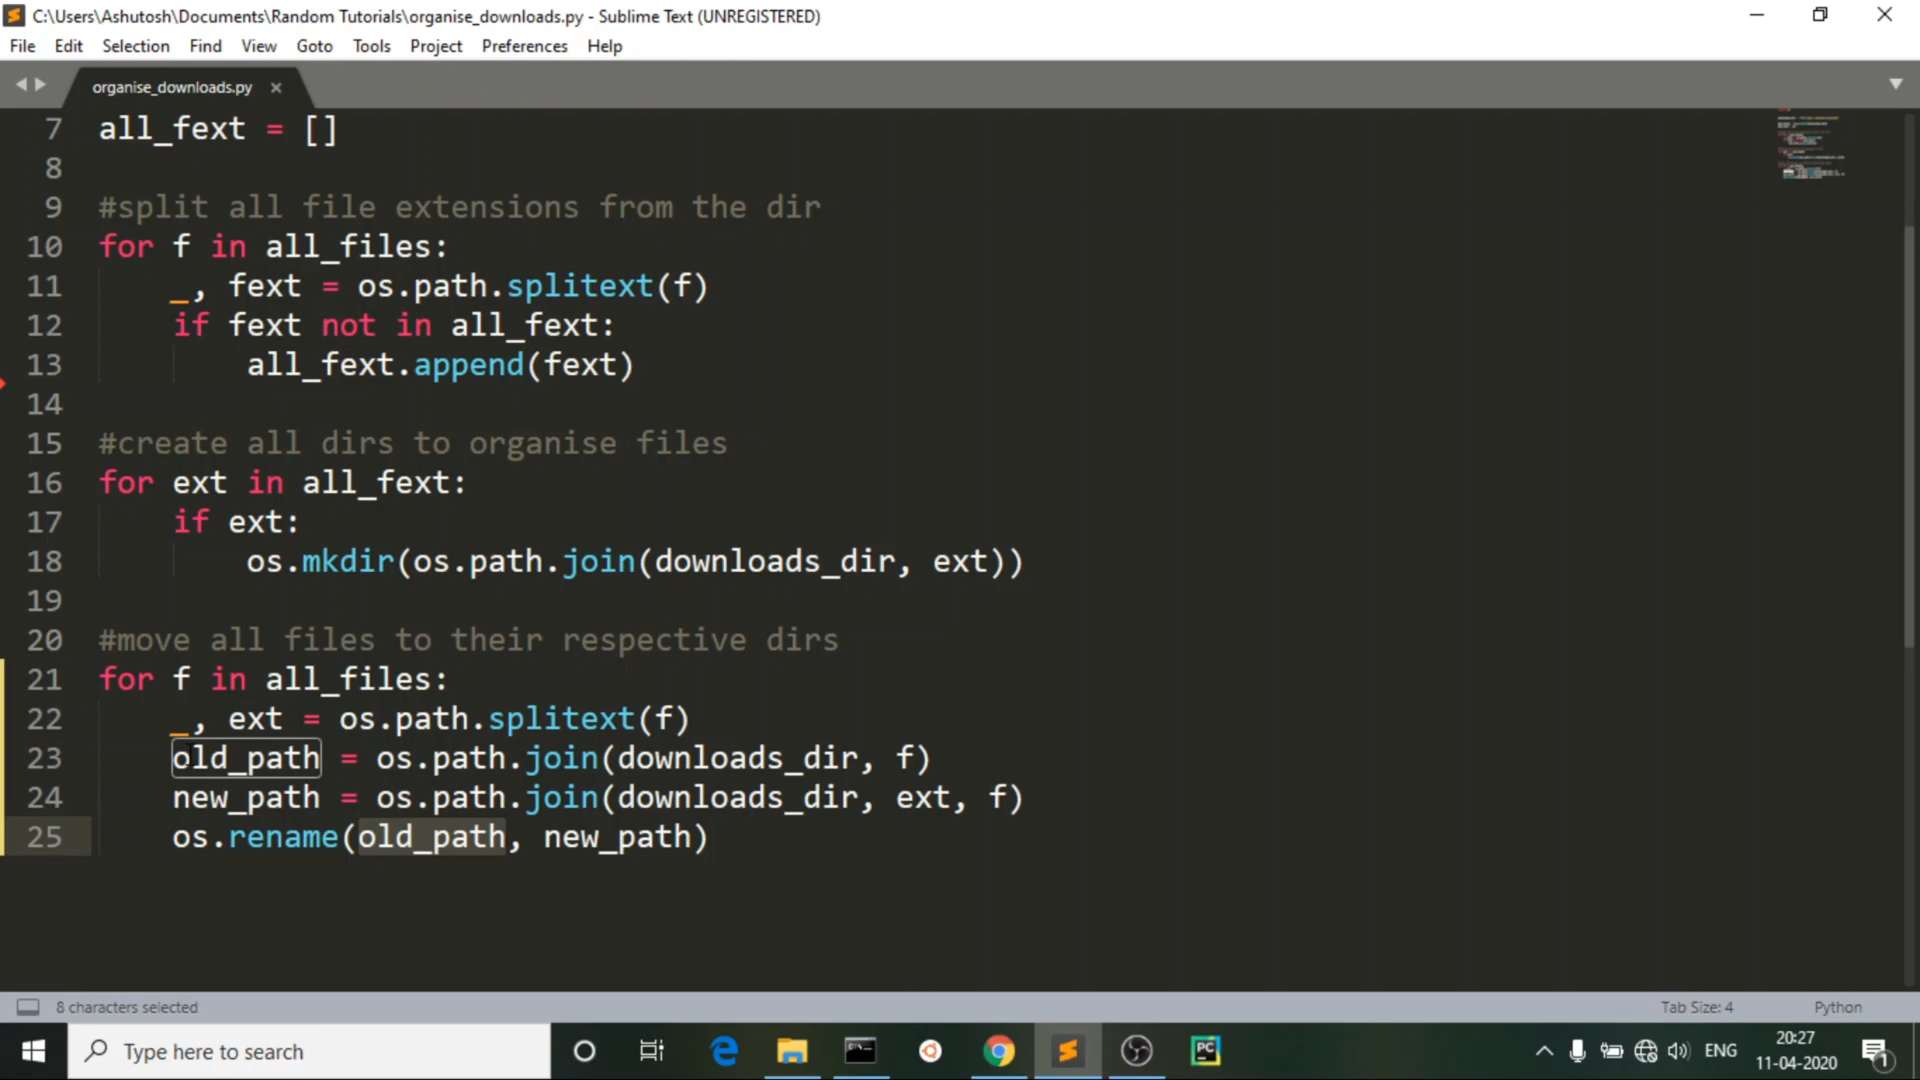 C:\Users\Ashutosh\Documents\Random Tutorials\organise_downloads.py - Sublime Text (UNREGISTERED)
File Edit Selection Find View Goto Tools Project Preferences Help
organise_downloads.py ×
7 all_fext = []
8
9 #split all file extensions from the dir
10 for f in all_files:
11 _, fext = os.path.splitext(f)
12 if fext not in all_fext:
13 all_fext.append(fext)
14
15 #create all dirs to organise files
16 for ext in all_fext:
17 if ext:
18 os.mkdir(os.path.join(downloads_dir, ext))
19
20 #move all files to their respective dirs
21 for f in all_files:
22 _, ext = os.path.splitext(f)
23 old_path = os.path.join(downloads_dir, f)
24 new_path = os.path.join(downloads_dir, ext, f)
25 os.rename(old_path, new_path)
8 characters selected Tab Size: 4 Python
Type here to search PC ENG 20:27
11-04-2020 1